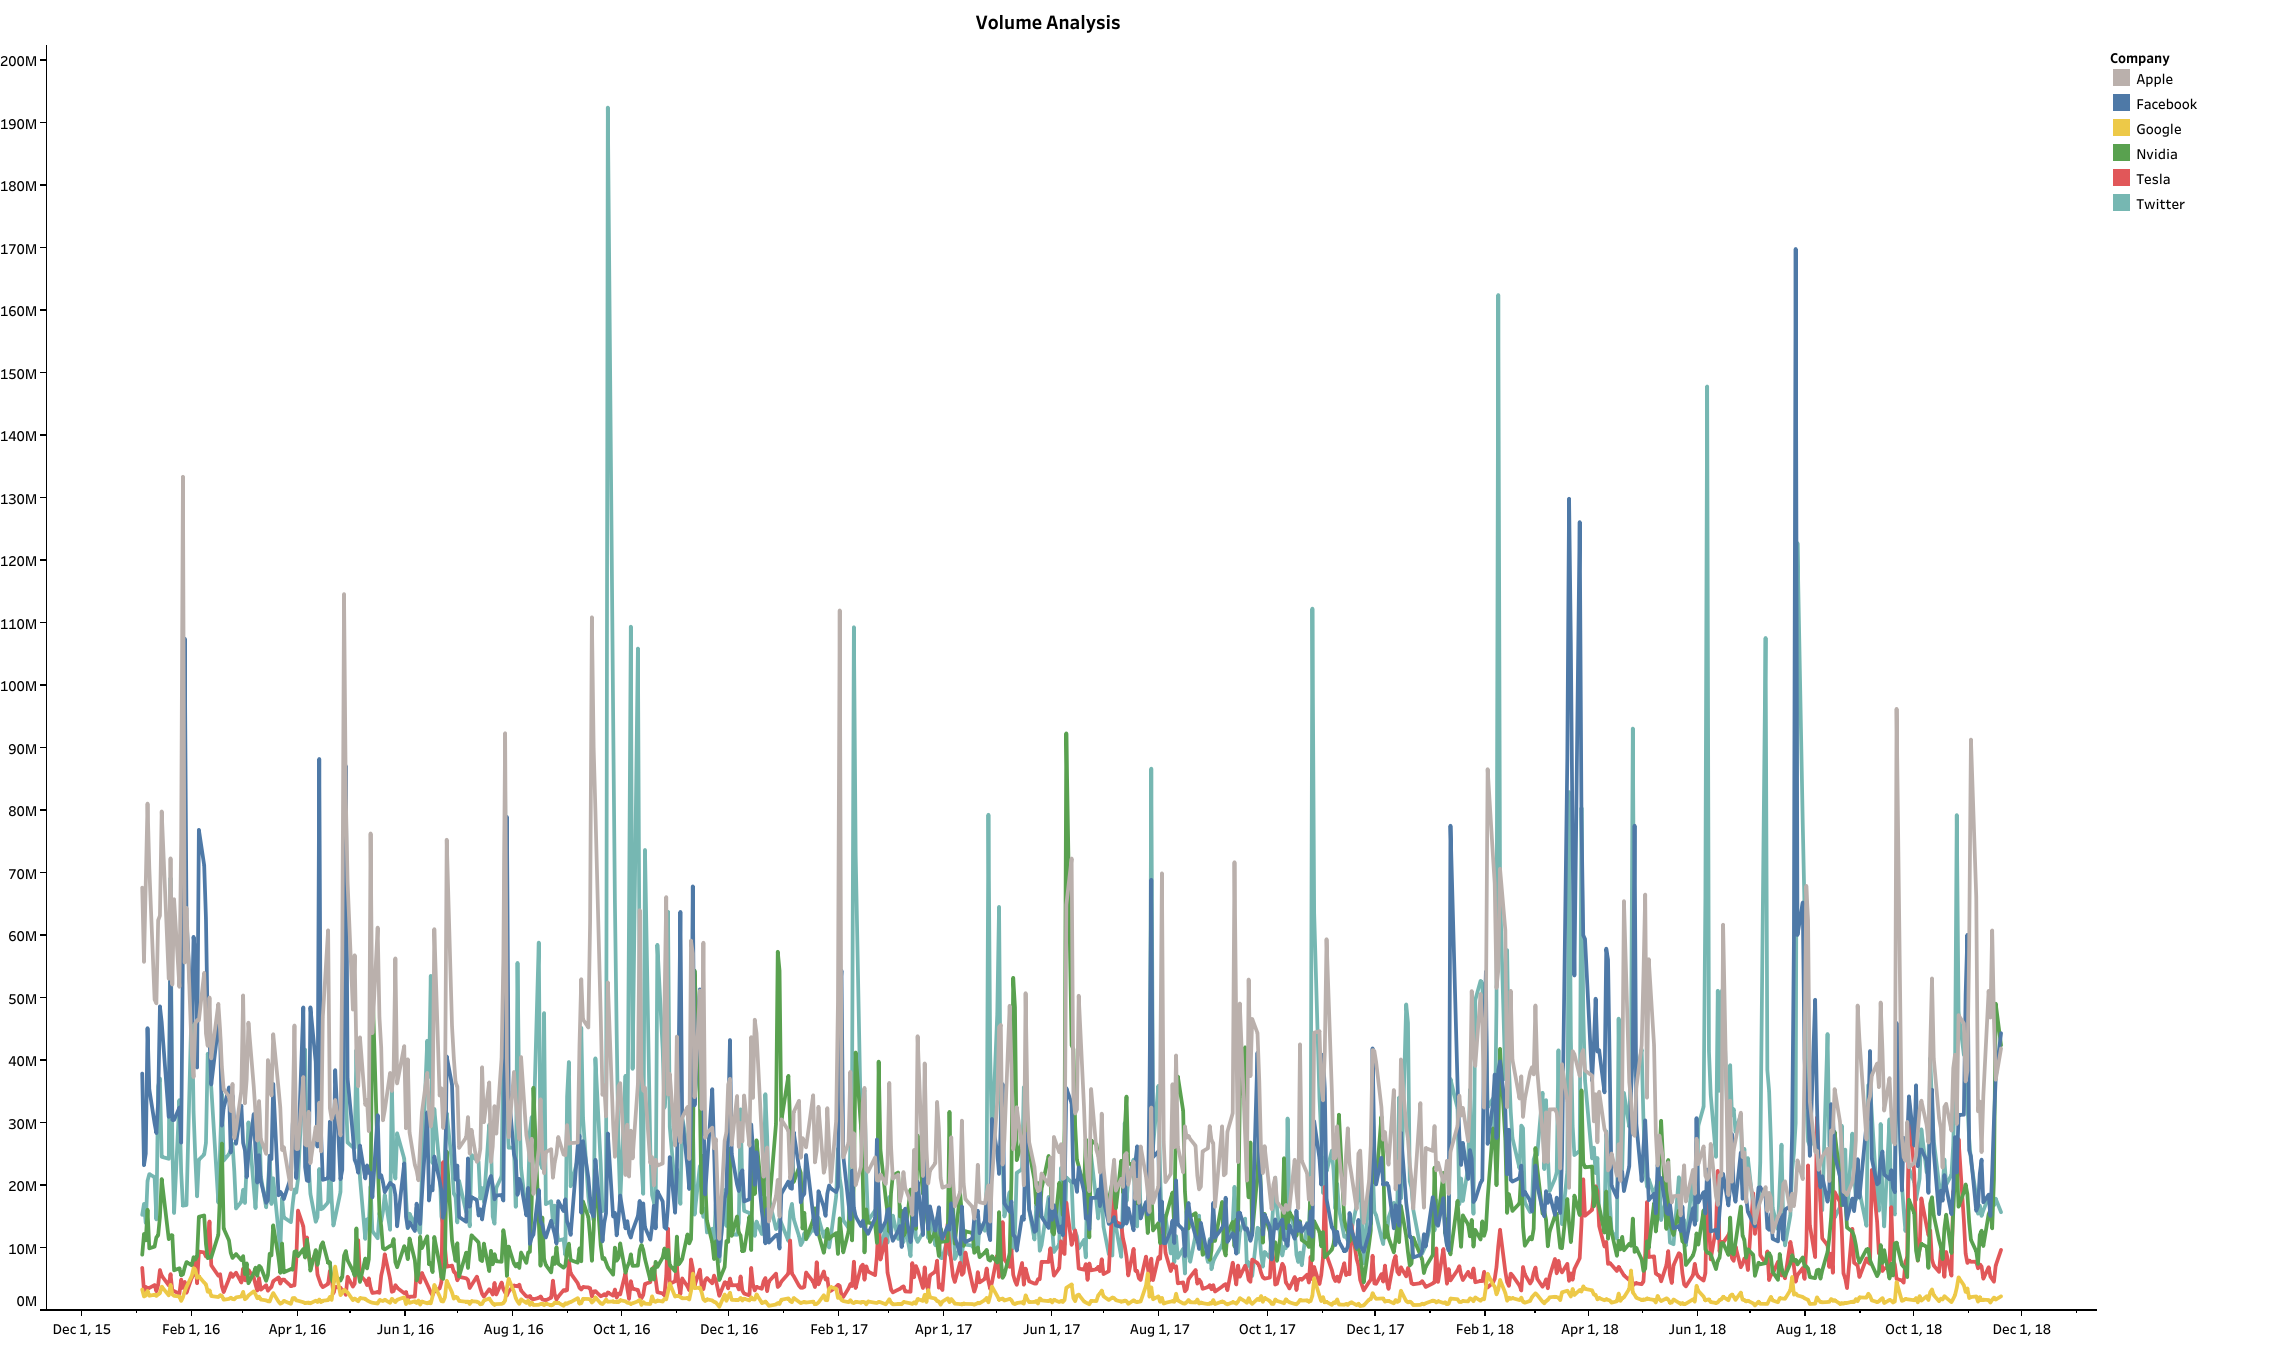 Volume Analysis
200M
190M
180M
170M
160M
150M
140M
130M
120M
110M
100M
90M
80M
70M
60M
50M
40M
30M
20M
10M
0M
Dec 1, 15 Feb 1, 16 Apr 1, 16 Jun 1, 16 Aug 1, 16 Oct 1, 16 Dec 1, 16 Feb 1, 17 Apr 1, 17 Jun 1, 17 Aug 1, 17 Oct 1, 17 Dec 1, 17 Feb 1, 18 Apr 1, 18 Jun 1, 18 Aug 1, 18 Oct 1, 18 Dec 1, 18
Company
Apple
Facebook
Google
Nvidia
Tesla
Twitter